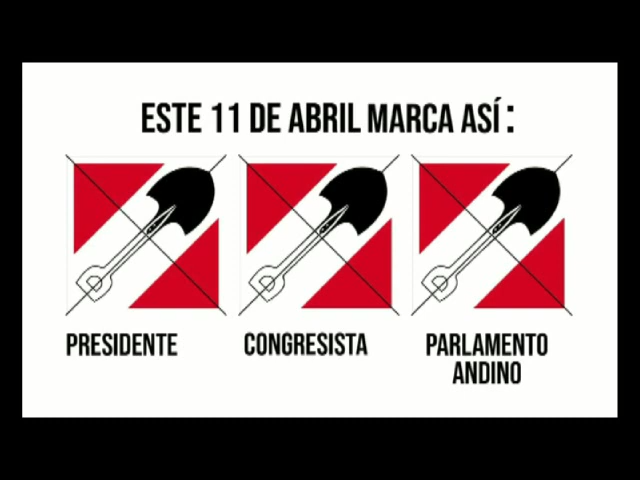 ESTE 11 DE ABRIL MARCA ASÍ:
PRESIDENTE
CONGRESISTA
PARLAMENTO
ANDINO